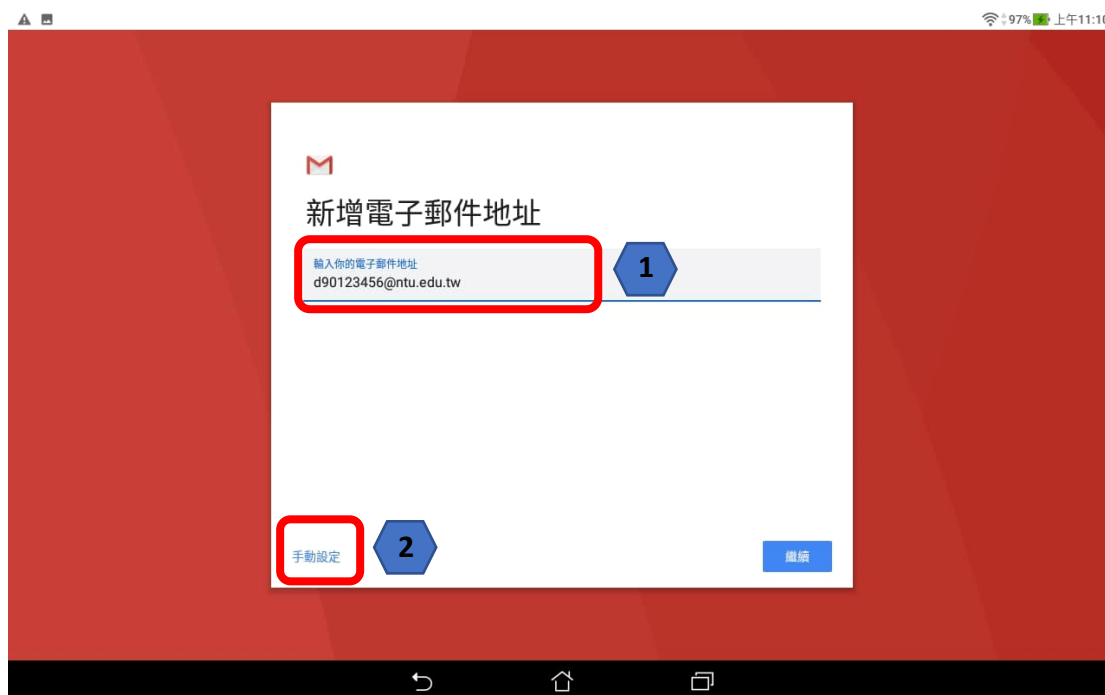 97% 上午11:10
新增電子郵件地址
輸入你的電子郵件地址
d90123456@ntu.edu.tw
1
手動設定
2
繼續